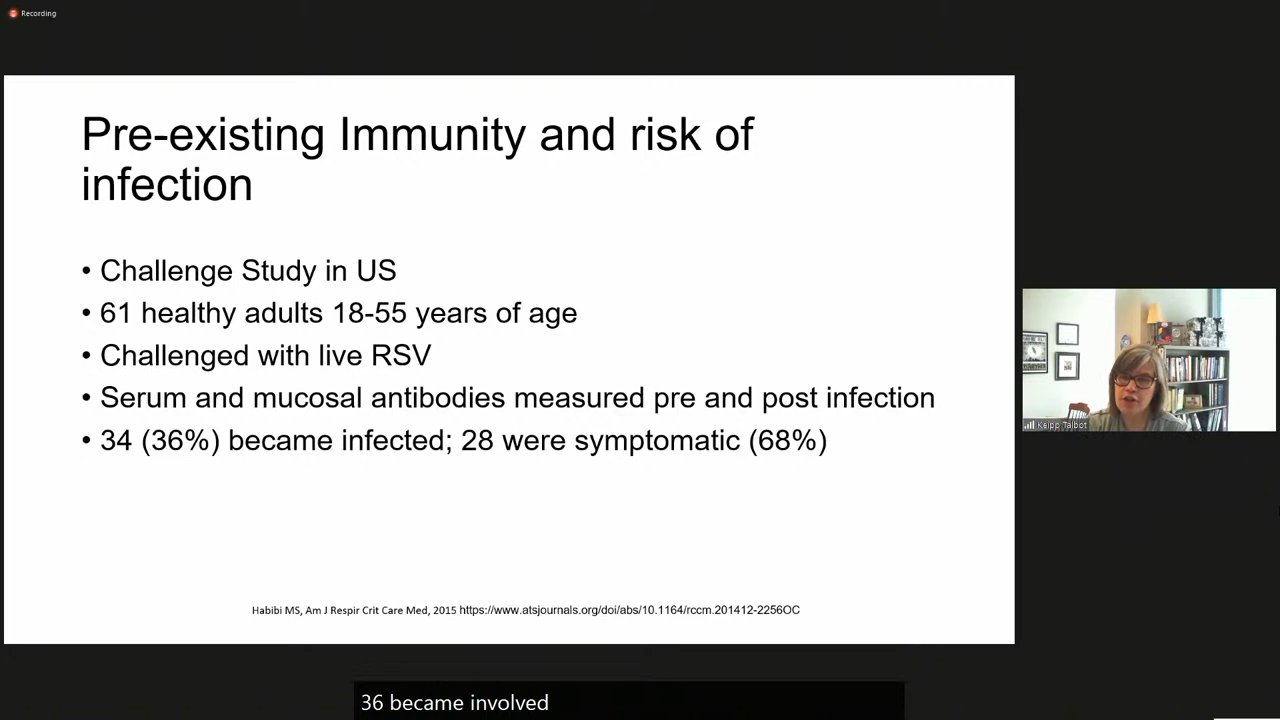 Recording
Pre-existing Immunity and risk of
infection
• Challenge Study in US
• 61 healthy adults 18-55 years of age
• Challenged with live RSV
• Serum and mucosal antibodies measured pre and post infection
• 34 (36%) became infected; 28 were symptomatic (68%)
Habibi MS, Am J Respir Crit Care Med, 2015 https://www.atsjournals.org/doi/abs/10.1164/rccm.201412-2256OC
Keipp Talbot
36 became involved